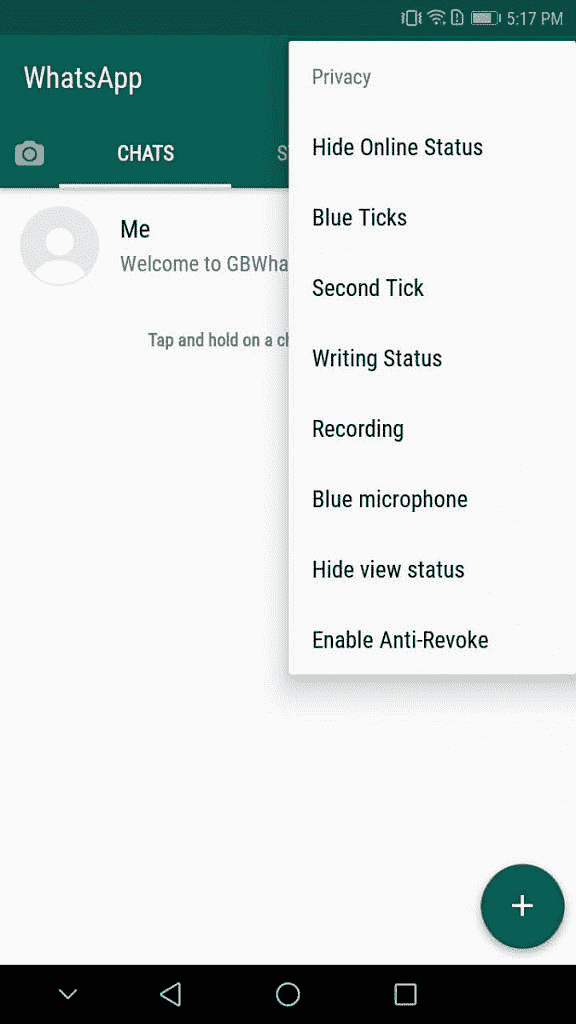 5:17 PM
WhatsApp
Privacy
CHATS
Hide Online Status
Blue Ticks
Me
Welcome to GBWha
Second Tick
Tap and hold on a ch
Writing Status
Recording
Blue microphone
Hide view status
Enable Anti-Revoke